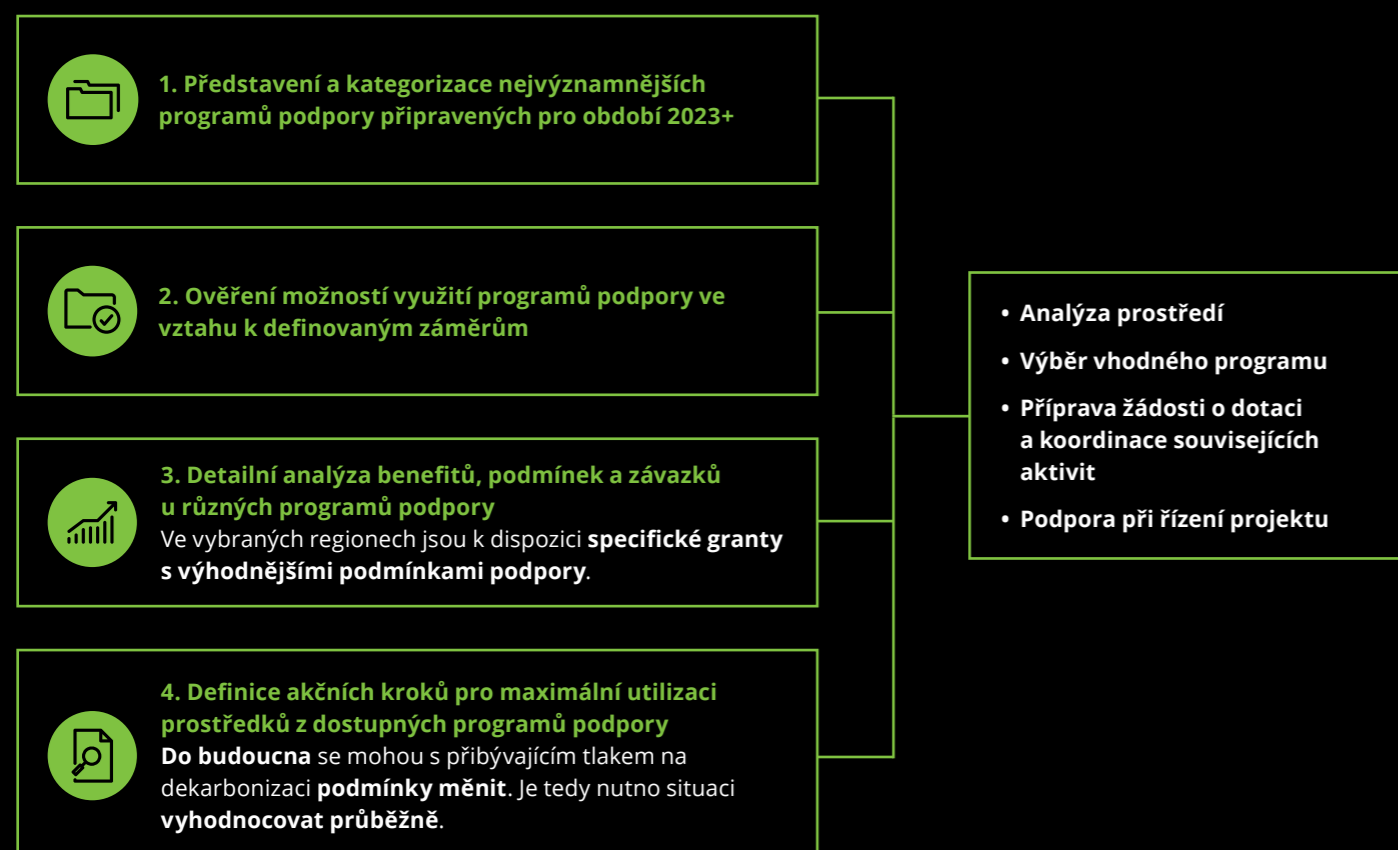 1. Představení a kategorizace nejvýznamnějších
programů podpory připravených pro období 2023+
2. Ověření možností využití programů podpory ve
vztahu k definovaným záměrům
3. Detailní analýza benefitů, podmínek a závazků
u různých programů podpory
Ve vybraných regionech jsou k dispozici specifické granty
s výhodnějšími podmínkami podpory.
4. Definice akčních kroků pro maximální utilizaci
prostředků z dostupných programů podpory
Do budoucna se mohou s přibývajícím tlakem na
dekarbonizaci podmínky měnit. Je tedy nutno situaci
vyhodnocovat průběžně.
• Analýza prostředí
• Výběr vhodného programu
• Příprava žádosti o dotaci
a koordinace souvisejících
aktivit
• Podpora při řízení projektu